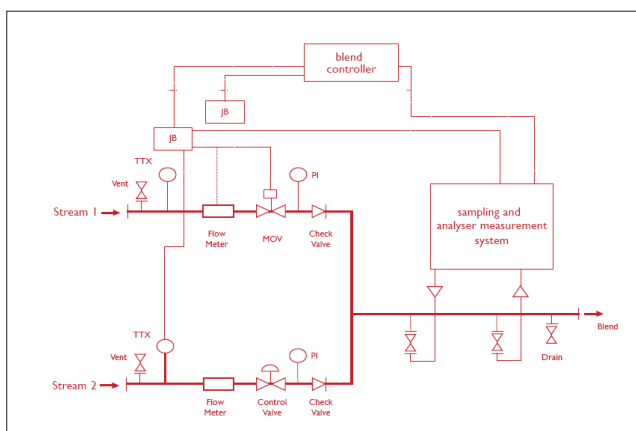 blend
controller
JB
JB
TTX
Vent
PI
Stream 1
Flow
Meter
MOV
Check
Valve
sampling and
analyser measurement
system
Blend
TTX
Vent
PI
Drain
Stream 2
Flow
Meter
Control
Valve
Check
Valve